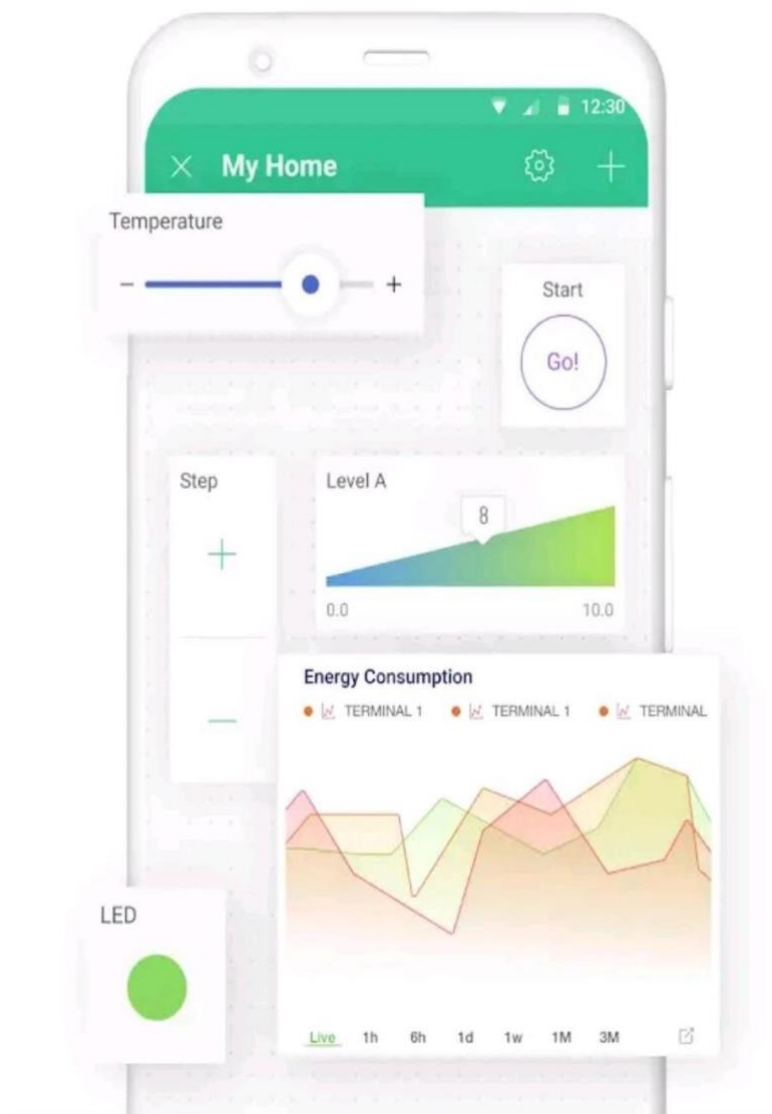 12:30
My Home
Temperature
− +
Start
Go!
Step
+
−
Level A
8
0.0 10.0
Energy Consumption
TERMINAL 1 TERMINAL 1 TERMINAL
LED
Live 1h 6h 1d 1w 1M 3M